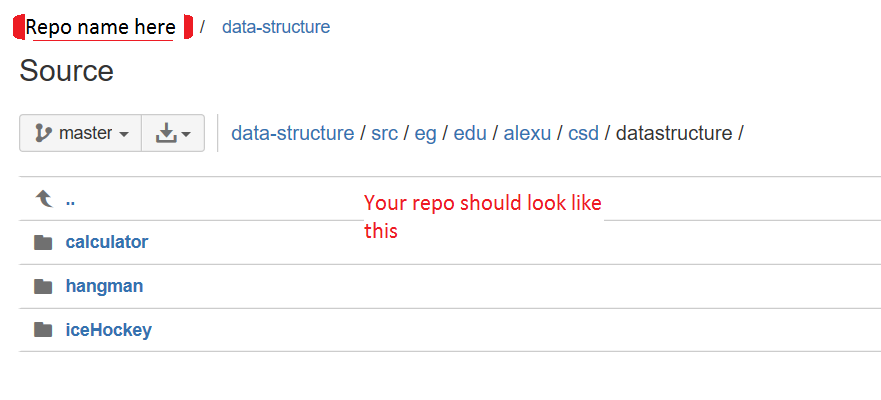 Repo name here / data-structure
Source
master
data-structure / src / eg / edu / alexu / csd / datastructure /
..
Your repo should look like
this
calculator
hangman
iceHockey